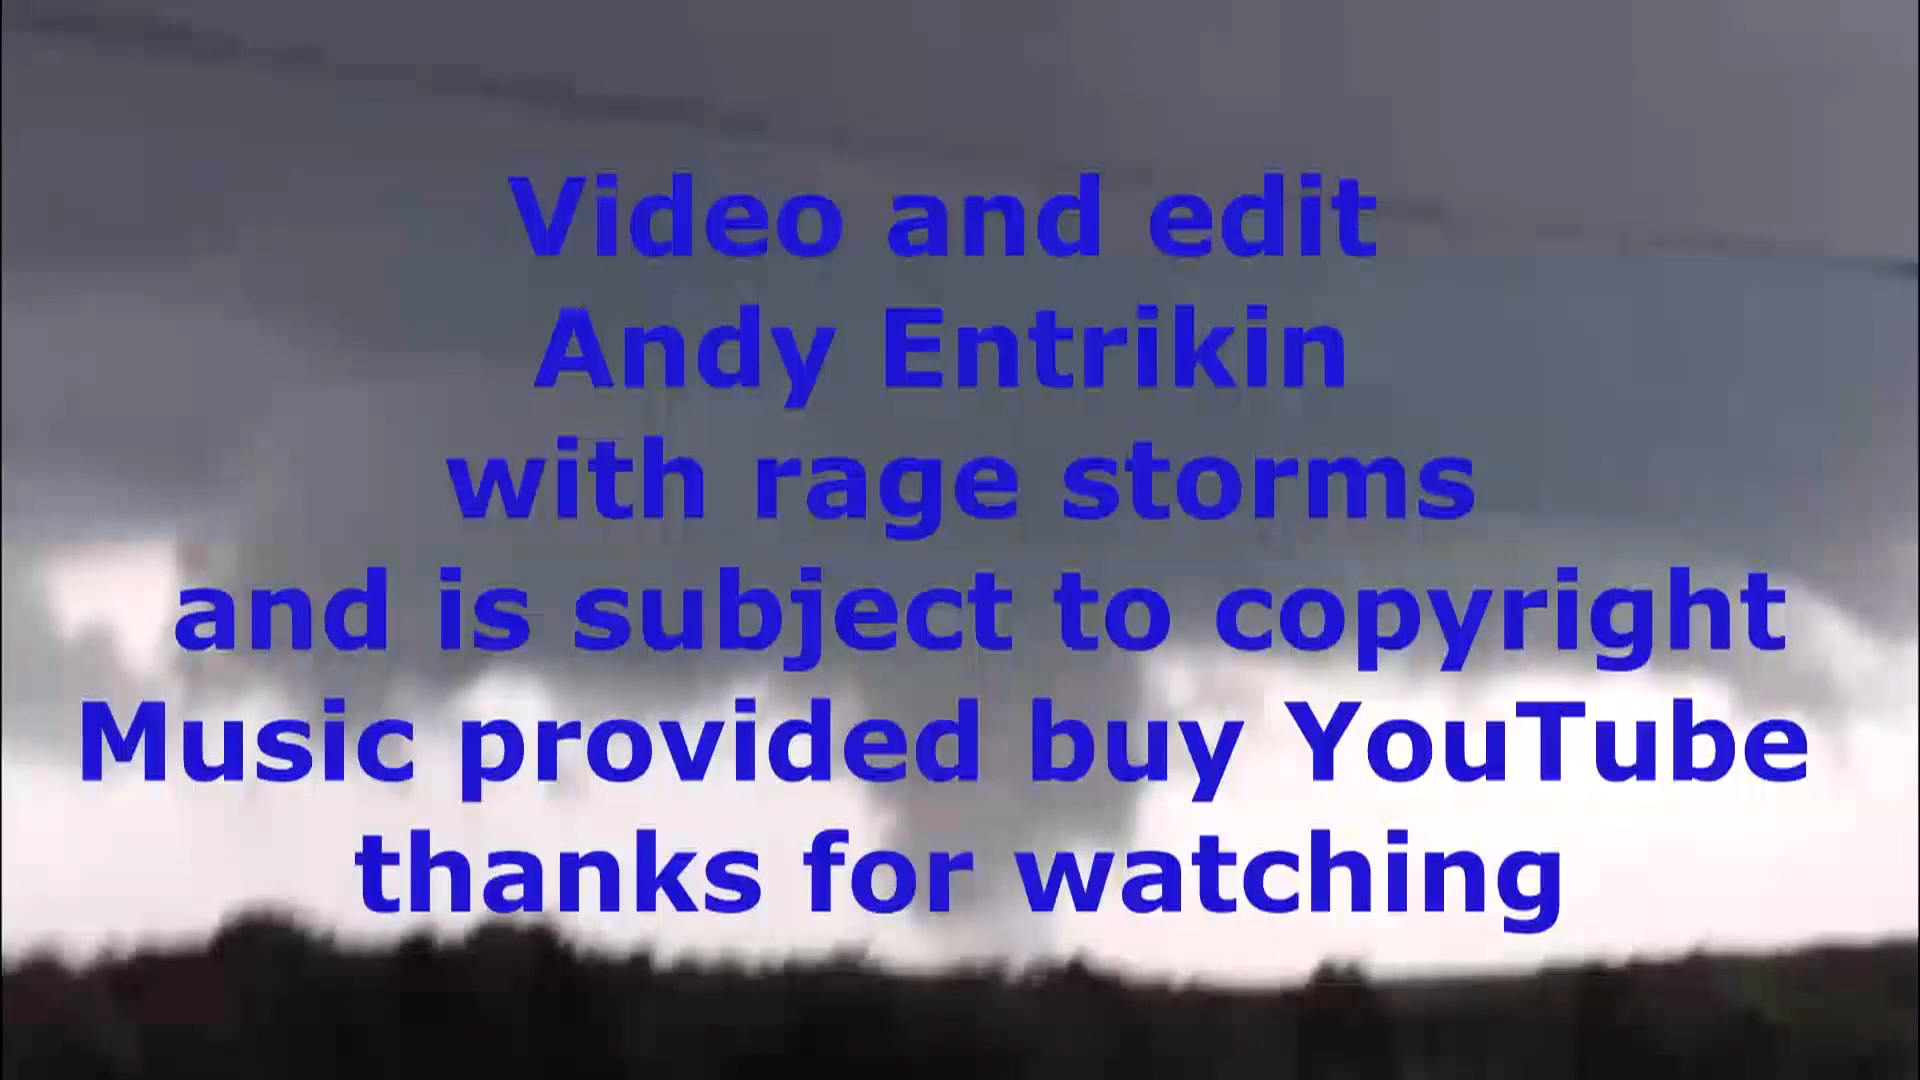 Video and edit
Andy Entrikin
with rage storms
and is subject to copyright
Music provided buy YouTube
thanks for watching